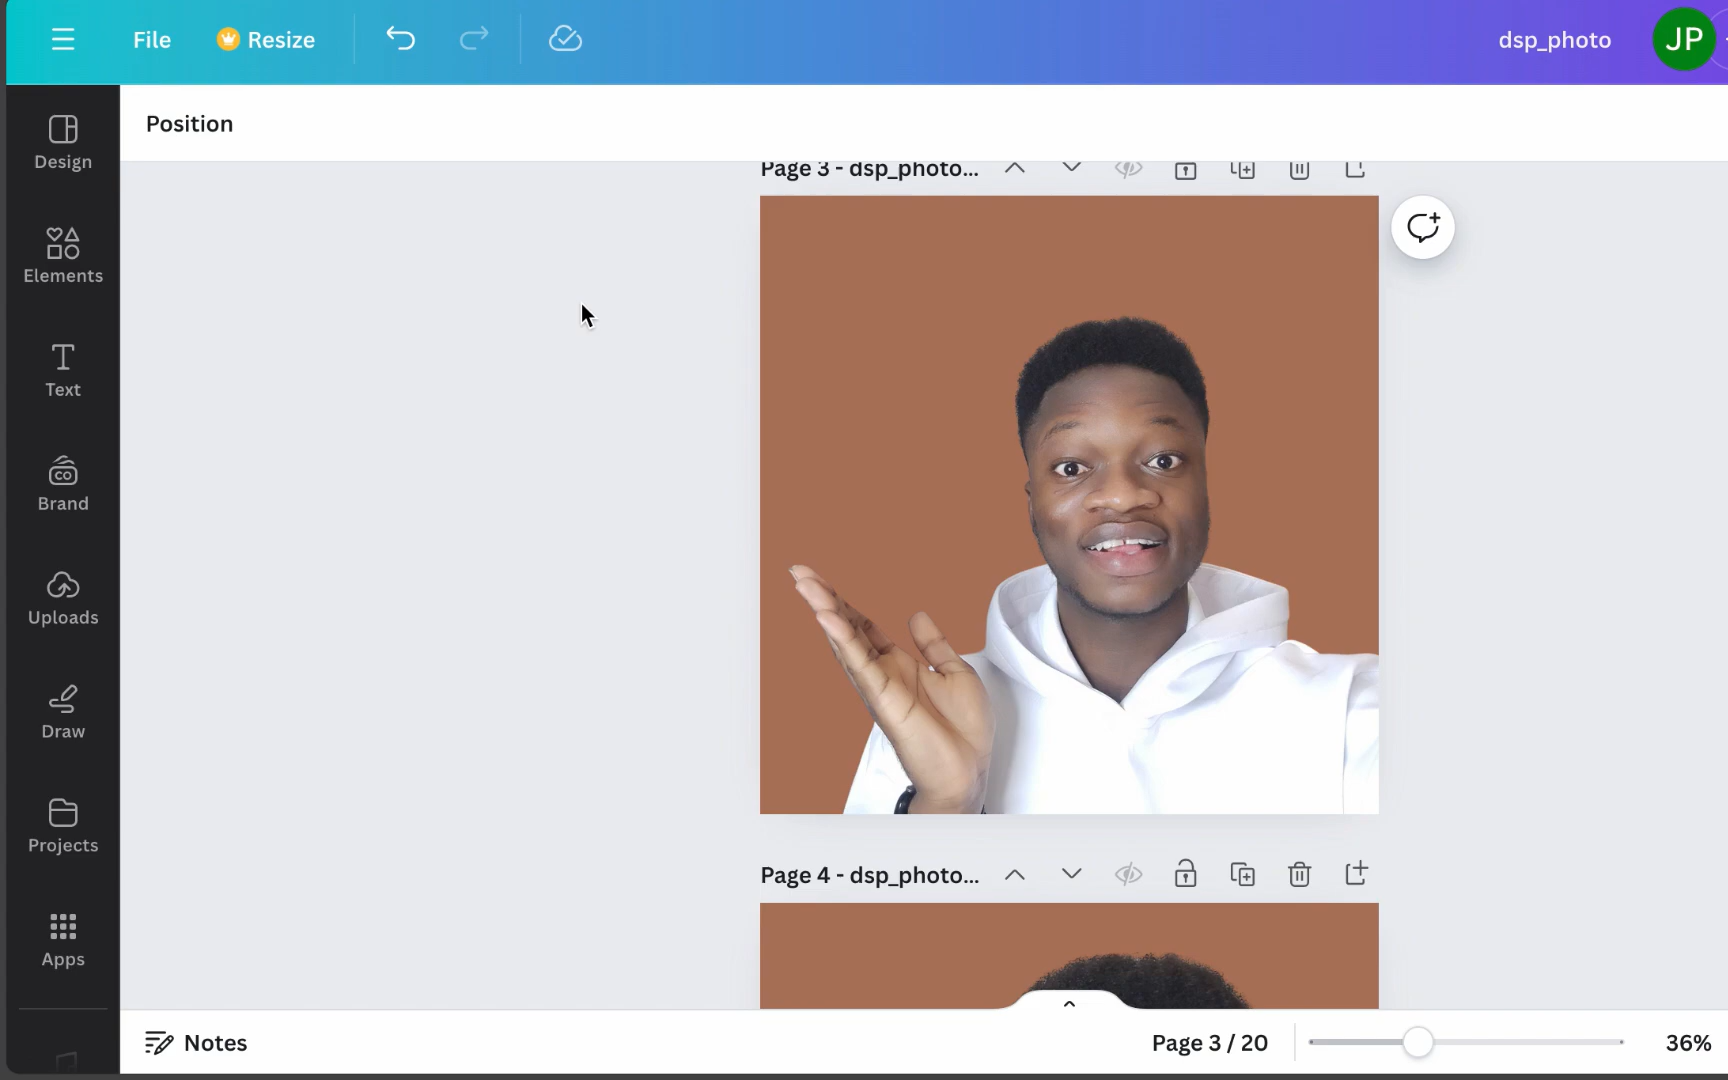 File
Resize
dsp_photo
JP
Position
Design
Elements
Text
Brand
CO
Uploads
Draw
Projects
Apps
Page 3 - dsp_photo...
Page 4 - dsp_photo...
Notes
Page 3 / 20
36%